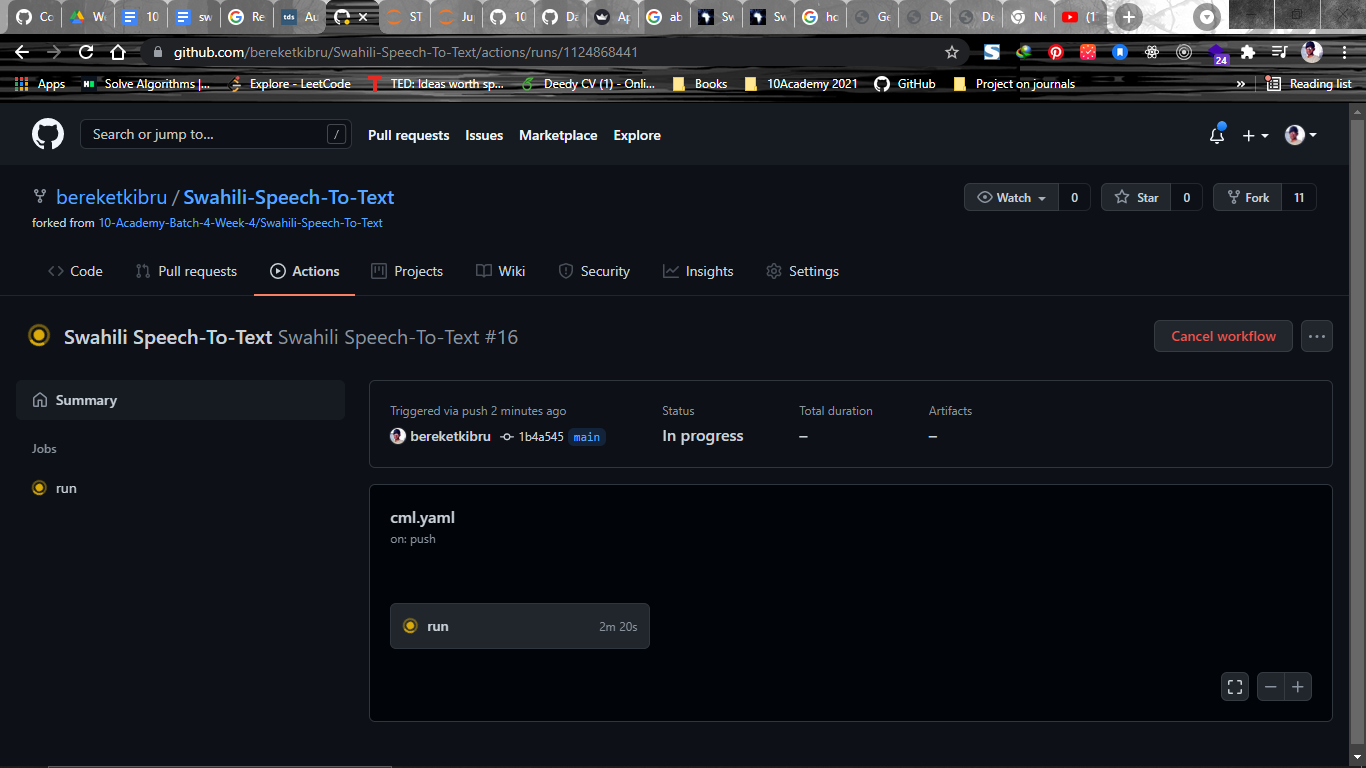 Cc We 10 sw Re tds Au ST Ju 10 Da Ap ab Sw Sw ho Ge De De Ne (1
github.com/bereketkibru/Swahili-Speech-To-Text/actions/runs/1124868441
24
Apps Solve Algorithms |... Explore - LeetCode TED: Ideas worth sp... Deedy CV (1) - Onli... Books 10Academy 2021 GitHub Project on journals » Reading list
Search or jump to... / Pull requests Issues Marketplace Explore
bereketkibru / Swahili-Speech-To-Text Watch 0 Star 0 Fork 11
forked from 10-Academy-Batch-4-Week-4/Swahili-Speech-To-Text
Code Pull requests Actions Projects Wiki Security Insights Settings
Swahili Speech-To-Text Swahili Speech-To-Text #16 Cancel workflow ...
Summary
Triggered via push 2 minutes ago Status Total duration Artifacts
bereketkibru 1b4a545 main In progress – –
Jobs
run
cml.yaml
on: push
run 2m 20s